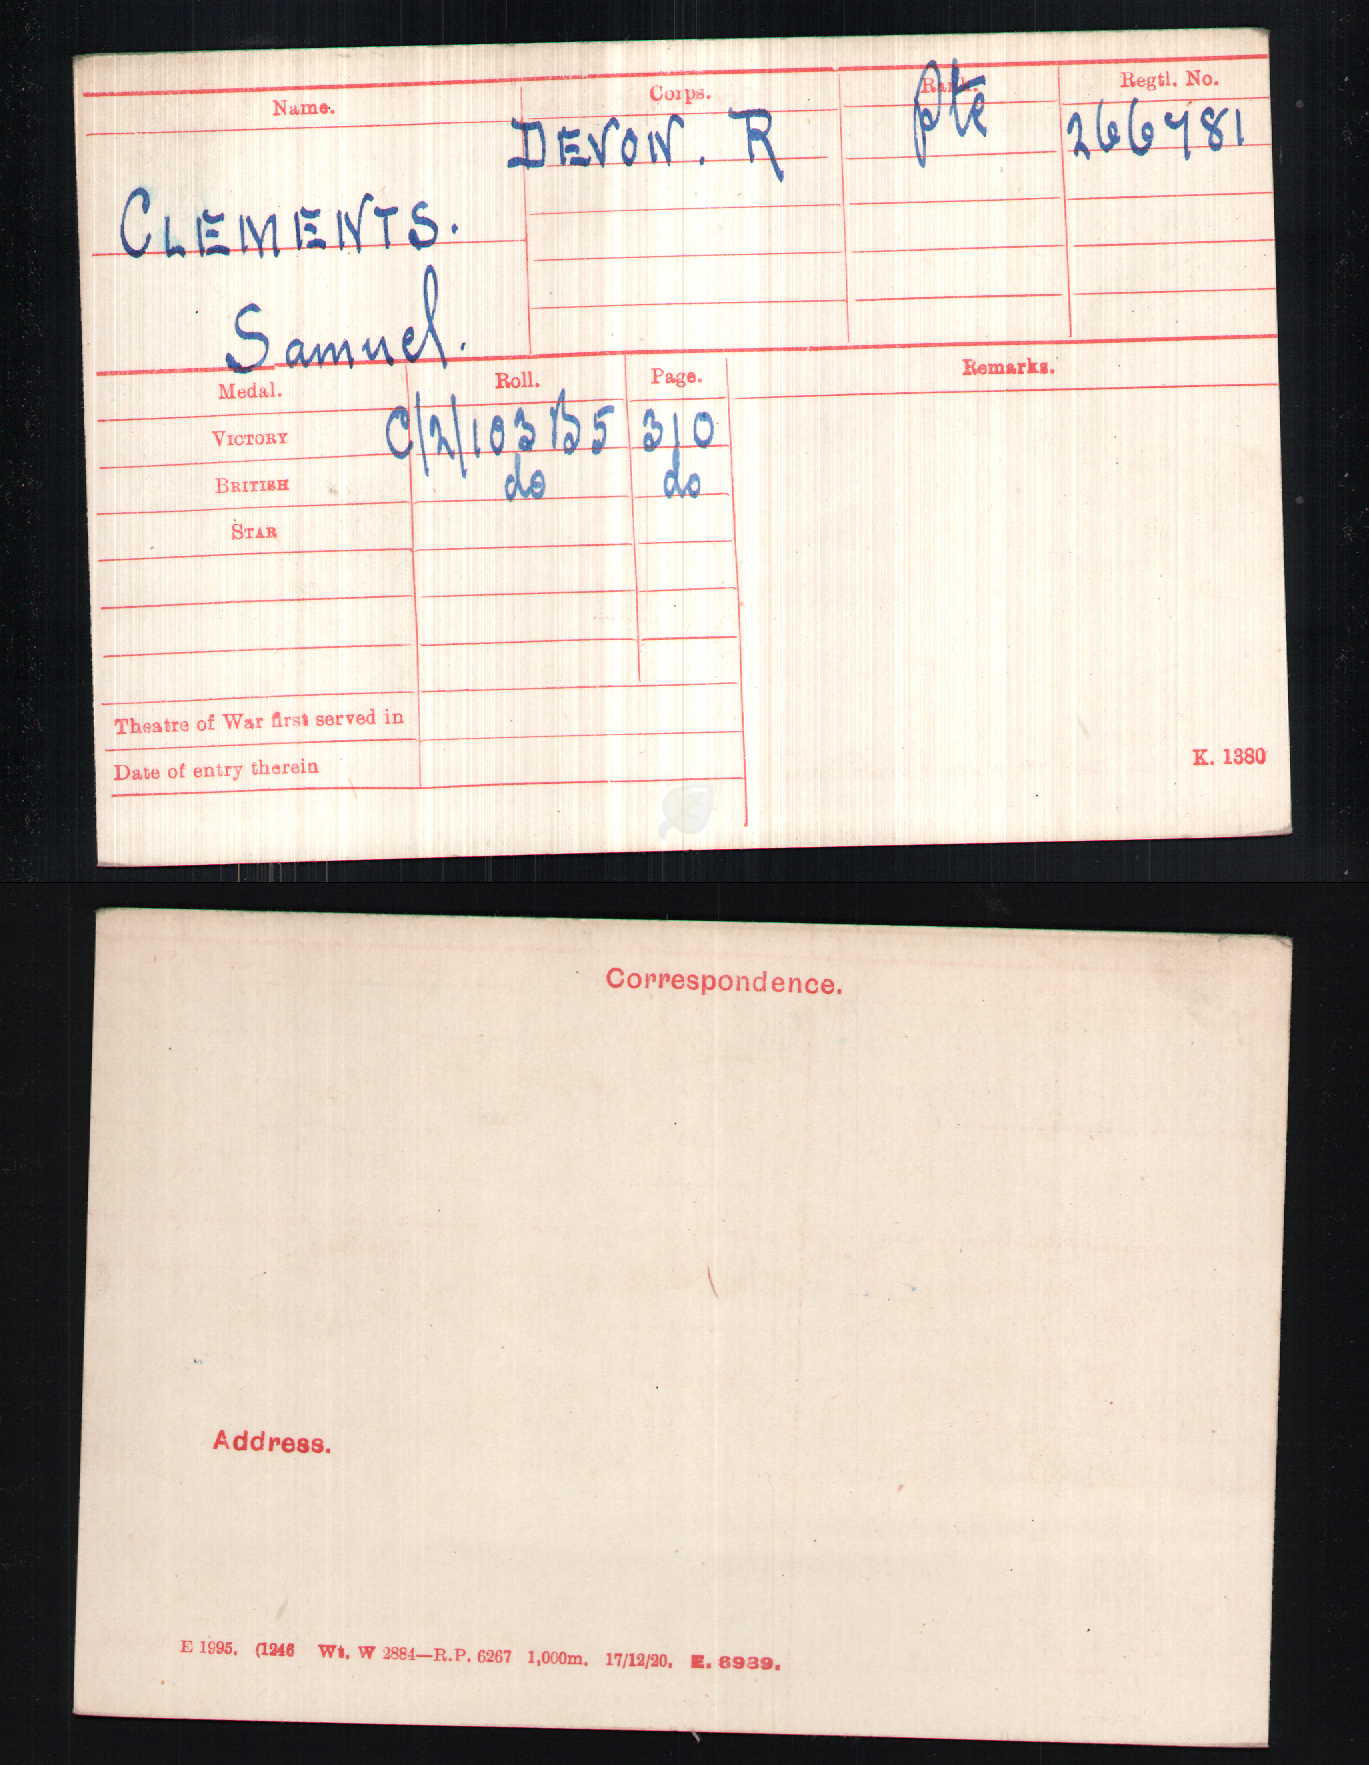 Name. Corps. Rank. Regtl. No.
DEVON. R Pte 266781
CLEMENTS.
Samuel.
Medal. Roll. Page. Remarks.
VICTORY C/2/103B5 310
BRITISH do do
STAR
Theatre of War first served in
Date of entry therein
K. 1380
Correspondence.
Address.
E 1995. (1246 Wt. W 2884—R.P. 6267 1,000m. 17/12/20. E. 6939.